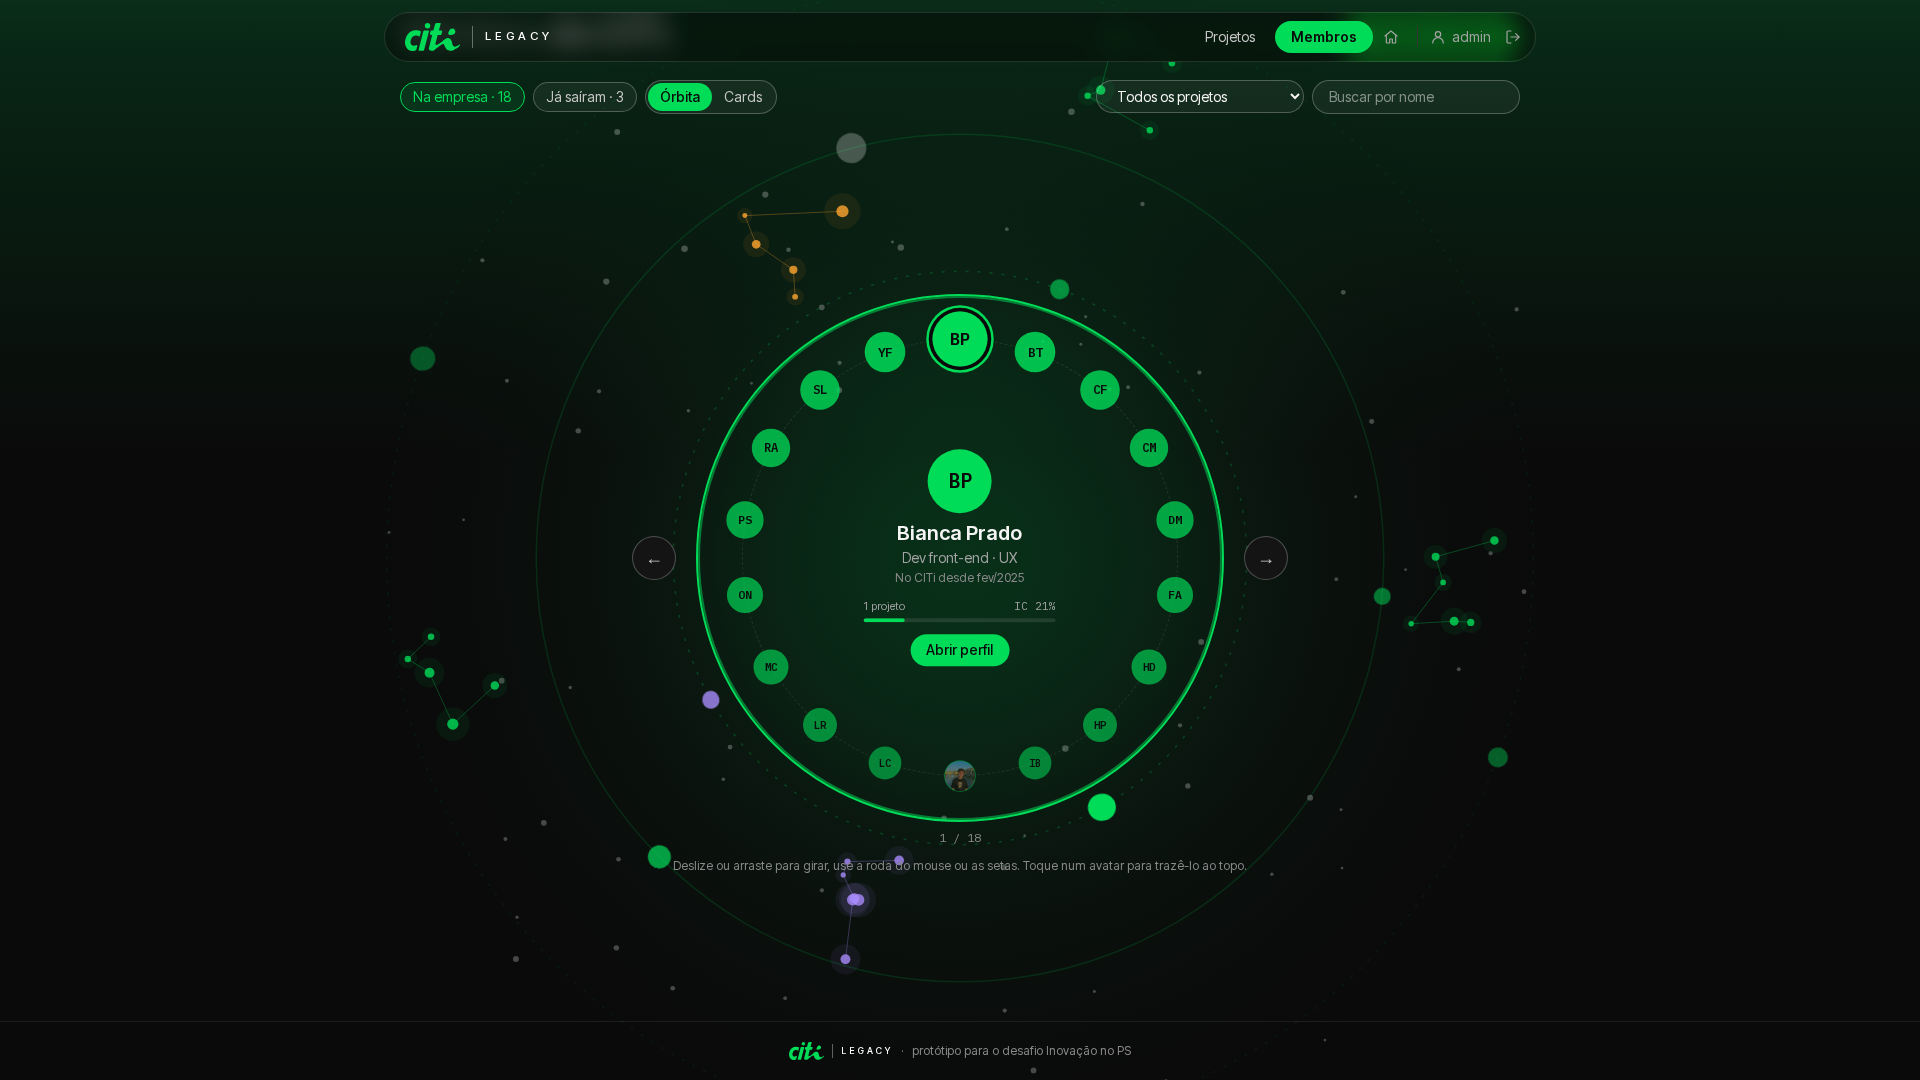 citi LEGACY
Projetos Membros admin
Na empresa · 18 Já saíram · 3 Órbita Cards
Todos os projetos Buscar por nome
BP
YF BT
SL CF
RA CM
PS DM
ON FA
MC HD
LR HP
LC IB
BP
Bianca Prado
Dev front-end · UX
No CITi desde fev/2025
1 projeto IC 21%
Abrir perfil
← →
1 / 18
Deslize ou arraste para girar, use a roda do mouse ou as setas. Toque num avatar para trazê-lo ao topo.
citi LEGACY · protótipo para o desafio Inovação no PS